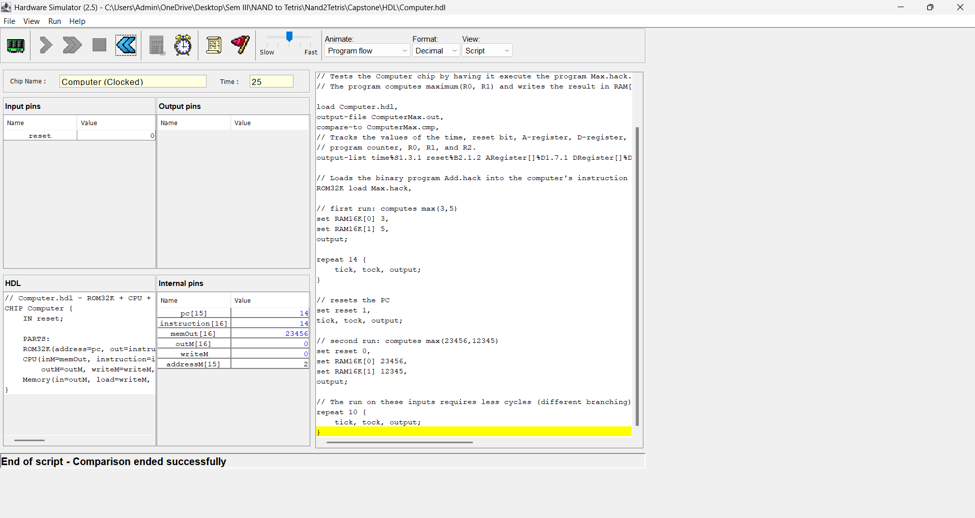 Hardware Simulator (2.5) - C:\Users\Admin\OneDrive\Desktop\Sem III\NAND to Tetris\Nand2Tetris\Capstone\HDL\Computer.hdl
File View Run Help
Slow Fast
Animate: Format: View:
Program flow Decimal Script
Chip Name : Computer (Clocked) Time : 25
Input pins
Name Value
reset 0
Output pins
Name Value
HDL
// Computer.hdl - ROM32K + CPU +
CHIP Computer {
IN reset;
PARTS:
ROM32K(address=pc, out=instru
CPU(inM=memOut, instruction=i
outM=outM, writeM=writeM,
Memory(in=outM, load=writeM,
}
Internal pins
Name Value
pc[15] 14
instruction[16] 14
memOut[16] 23456
outM[16] 0
writeM 0
addressM[15] 2
// Tests the Computer chip by having it execute the program Max.hack.
// The program computes maximum(R0, R1) and writes the result in RAM[
load Computer.hdl,
output-file ComputerMax.out,
compare-to ComputerMax.cmp,
// Tracks the values of the time, reset bit, A-register, D-register,
// program counter, R0, R1, and R2.
output-list time%S1.3.1 reset%B2.1.2 ARegister[]%D1.7.1 DRegister[]%D
// Loads the binary program Add.hack into the computer's instruction
ROM32K load Max.hack,
// first run: computes max(3,5)
set RAM16K[0] 3,
set RAM16K[1] 5,
output;
repeat 14 {
tick, tock, output;
}
// resets the PC
set reset 1,
tick, tock, output;
// second run: computes max(23456,12345)
set reset 0,
set RAM16K[0] 23456,
set RAM16K[1] 12345,
output;
// The run on these inputs requires less cycles (different branching)
repeat 10 {
tick, tock, output;
}
End of script - Comparison ended successfully